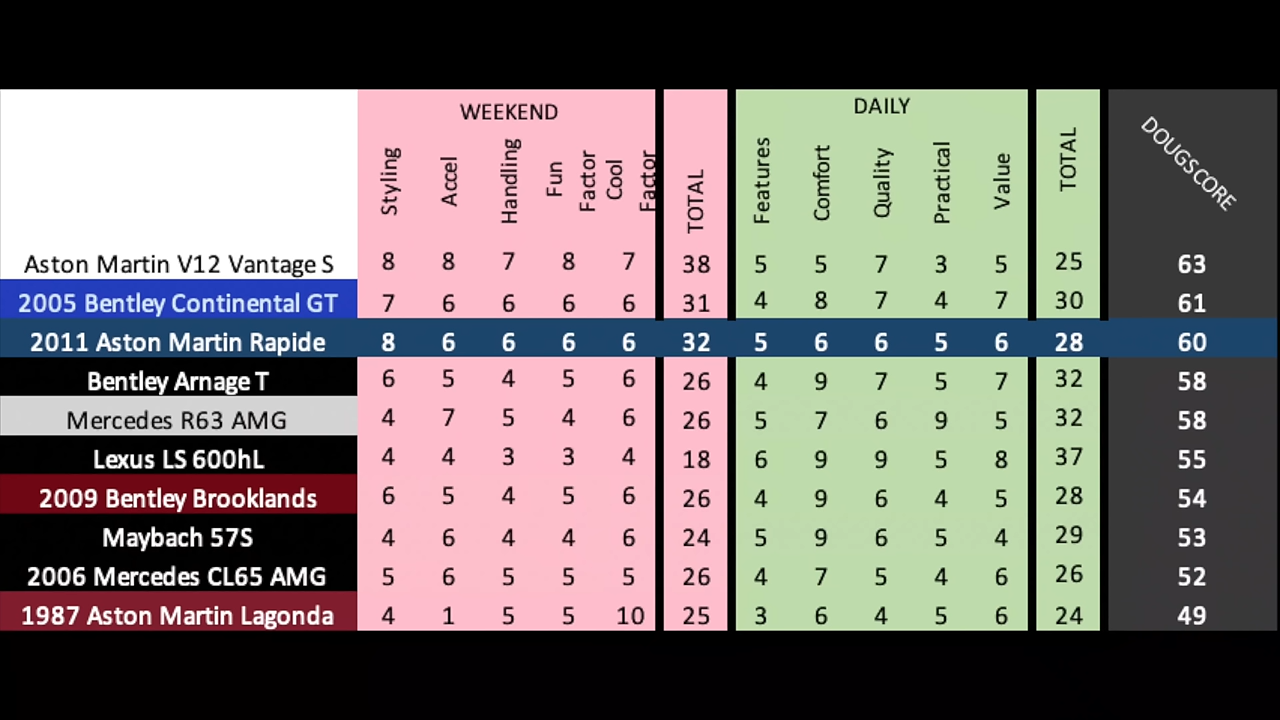 WEEKEND DAILY
Styling Accel Handling Fun Factor Cool Factor TOTAL Features Comfort Quality Practical Value TOTAL DOUGSCORE
Aston Martin V12 Vantage S 8 8 7 8 7 38 5 5 7 3 5 25 63
2005 Bentley Continental GT 7 6 6 6 6 31 4 8 7 4 7 30 61
2011 Aston Martin Rapide 8 6 6 6 6 32 5 6 6 5 6 28 60
Bentley Arnage T 6 5 4 5 6 26 4 9 7 5 7 32 58
Mercedes R63 AMG 4 7 5 4 6 26 5 7 6 9 5 32 58
Lexus LS 600hL 4 4 3 3 4 18 6 9 9 5 8 37 55
2009 Bentley Brooklands 6 5 4 5 6 26 4 9 6 4 5 28 54
Maybach 57S 4 6 4 4 6 24 5 9 6 5 4 29 53
2006 Mercedes CL65 AMG 5 6 5 5 5 26 4 7 5 4 6 26 52
1987 Aston Martin Lagonda 4 1 5 5 10 25 3 6 4 5 6 24 49